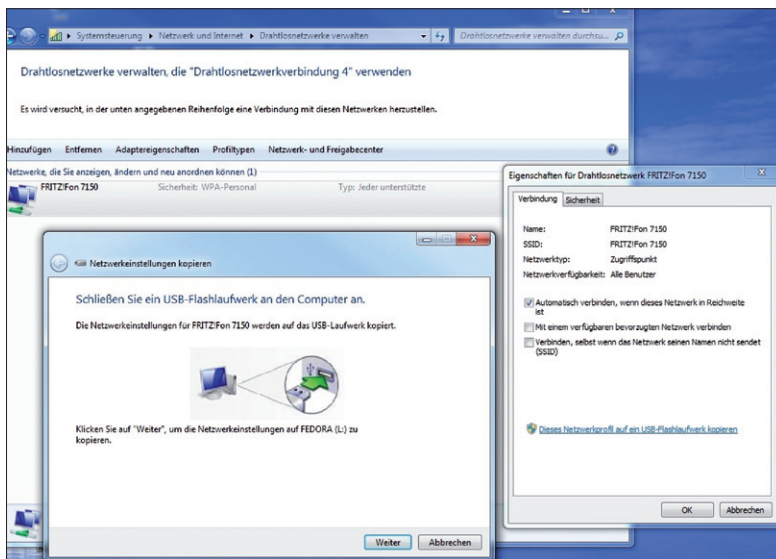 Systemsteuerung Netzwerk und Internet Drahtlosnetzwerke verwalten
Drahtlosnetzwerke verwalten durchsu...
Drahtlosnetzwerke verwalten, die "Drahtlosnetzwerkverbindung 4" verwenden
Es wird versucht, in der unten angegebenen Reihenfolge eine Verbindung mit diesen Netzwerken herzustellen.
Hinzufügen Entfernen Adaptereigenschaften Profiltypen Netzwerk- und Freigabecenter
Netzwerke, die Sie anzeigen, ändern und neu anordnen können (1)
FRITZ!Fon 7150 Sicherheit: WPA-Personal Typ: Jeder unterstützte
Netzwerkeinstellungen kopieren
Schließen Sie ein USB-Flashlaufwerk an den Computer an.
Die Netzwerkeinstellungen für FRITZ!Fon 7150 werden auf das USB-Laufwerk kopiert.
Klicken Sie auf "Weiter", um die Netzwerkeinstellungen auf FEDORA (L:) zu
kopieren.
Weiter Abbrechen
Eigenschaften für Drahtlosnetzwerk FRITZ!Fon 7150
Verbindung Sicherheit
Name: FRITZ!Fon 7150
SSID: FRITZ!Fon 7150
Netzwerktyp: Zugriffspunkt
Netzwerkverfügbarkeit: Alle Benutzer
Automatisch verbinden, wenn dieses Netzwerk in Reichweite
ist
Mit einem verfügbaren bevorzugten Netzwerk verbinden
Verbinden, selbst wenn das Netzwerk seinen Namen nicht sendet
(SSID)
Dieses Netzwerkprofil auf ein USB-Flashlaufwerk kopieren
OK Abbrechen